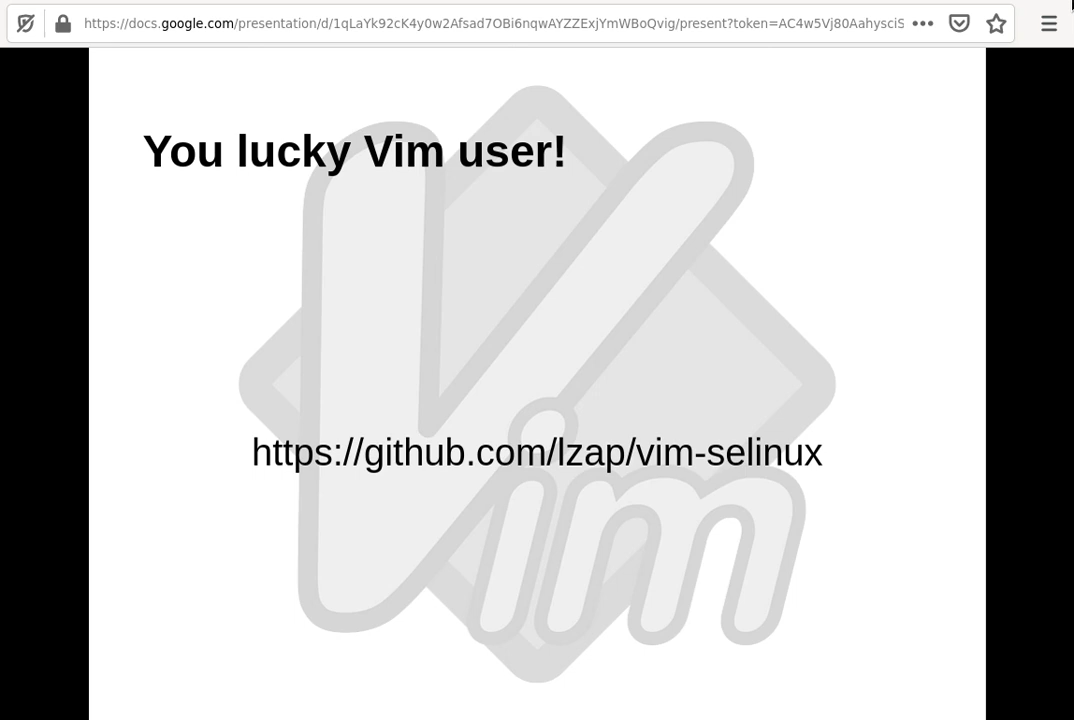 https://docs.google.com/presentation/d/1qLaYk92cK4y0w2Afsad7OBi6nqwAYZZExjYmWBoQvig/present?token=AC4w5Vj80AahysciS
You lucky Vim user!
https://github.com/lzap/vim-selinux
Vim